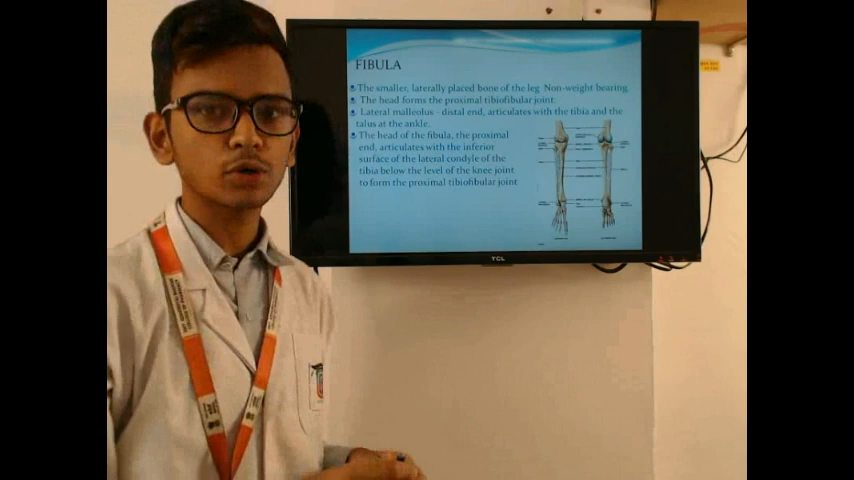 FIBULA
The smaller, laterally placed bone of the leg Non-weight bearing.
The head forms the proximal tibiofibular joint.
Lateral malleolus - distal end, articulates with the tibia and the
talus at the ankle.
The head of the fibula, the proximal
end, articulates with the inferior
surface of the lateral condyle of the
tibia below the level of the knee joint
to form the proximal tibiofibular joint
TCL